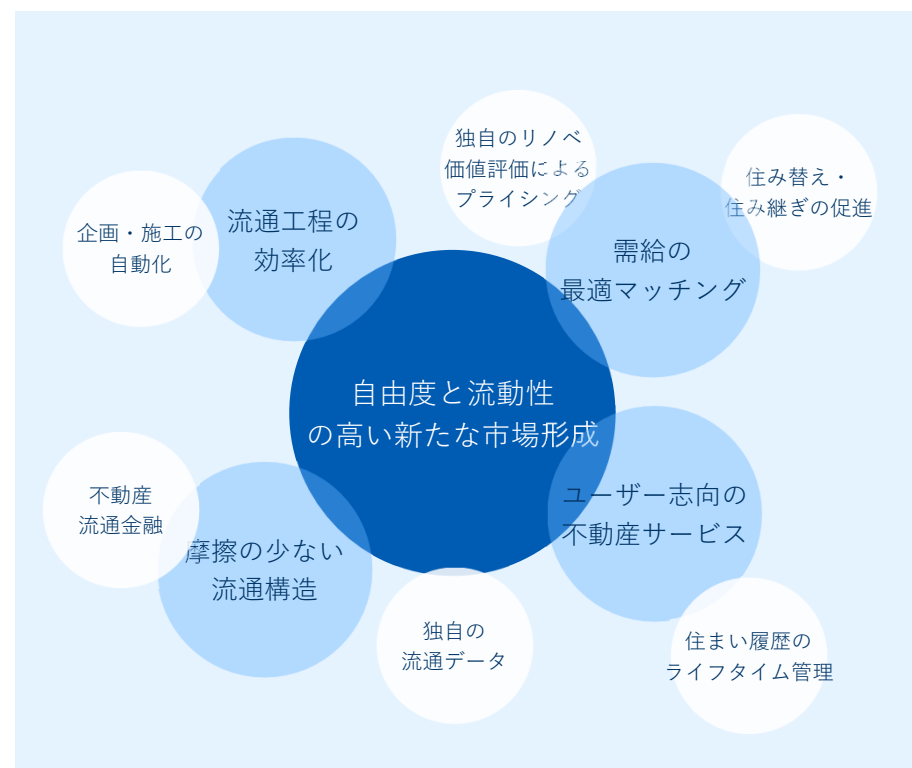 独自のリノベ
価値評価による
プライシング
住み替え・
住み継ぎの促進
流通工程の
効率化
企画・施工の
自動化
需給の
最適マッチング
自由度と流動性
の高い新たな市場形成
不動産
流通金融
摩擦の少ない
流通構造
ユーザー志向の
不動産サービス
独自の
流通データ
住まい履歴の
ライフタイム管理